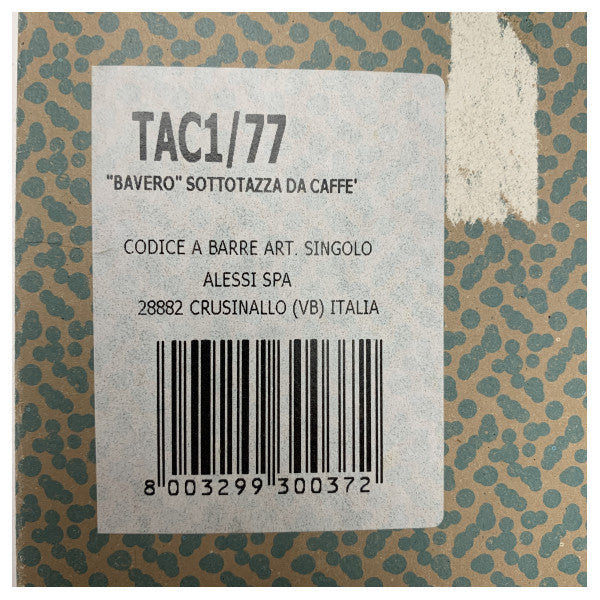 TAC1/77
"BAVERO" SOTTOTAZZA DA CAFFE'
CODICE A BARRE ART. SINGOLO
ALESSI SPA
28882 CRUSINALLO (VB) ITALIA
8 003299 300372